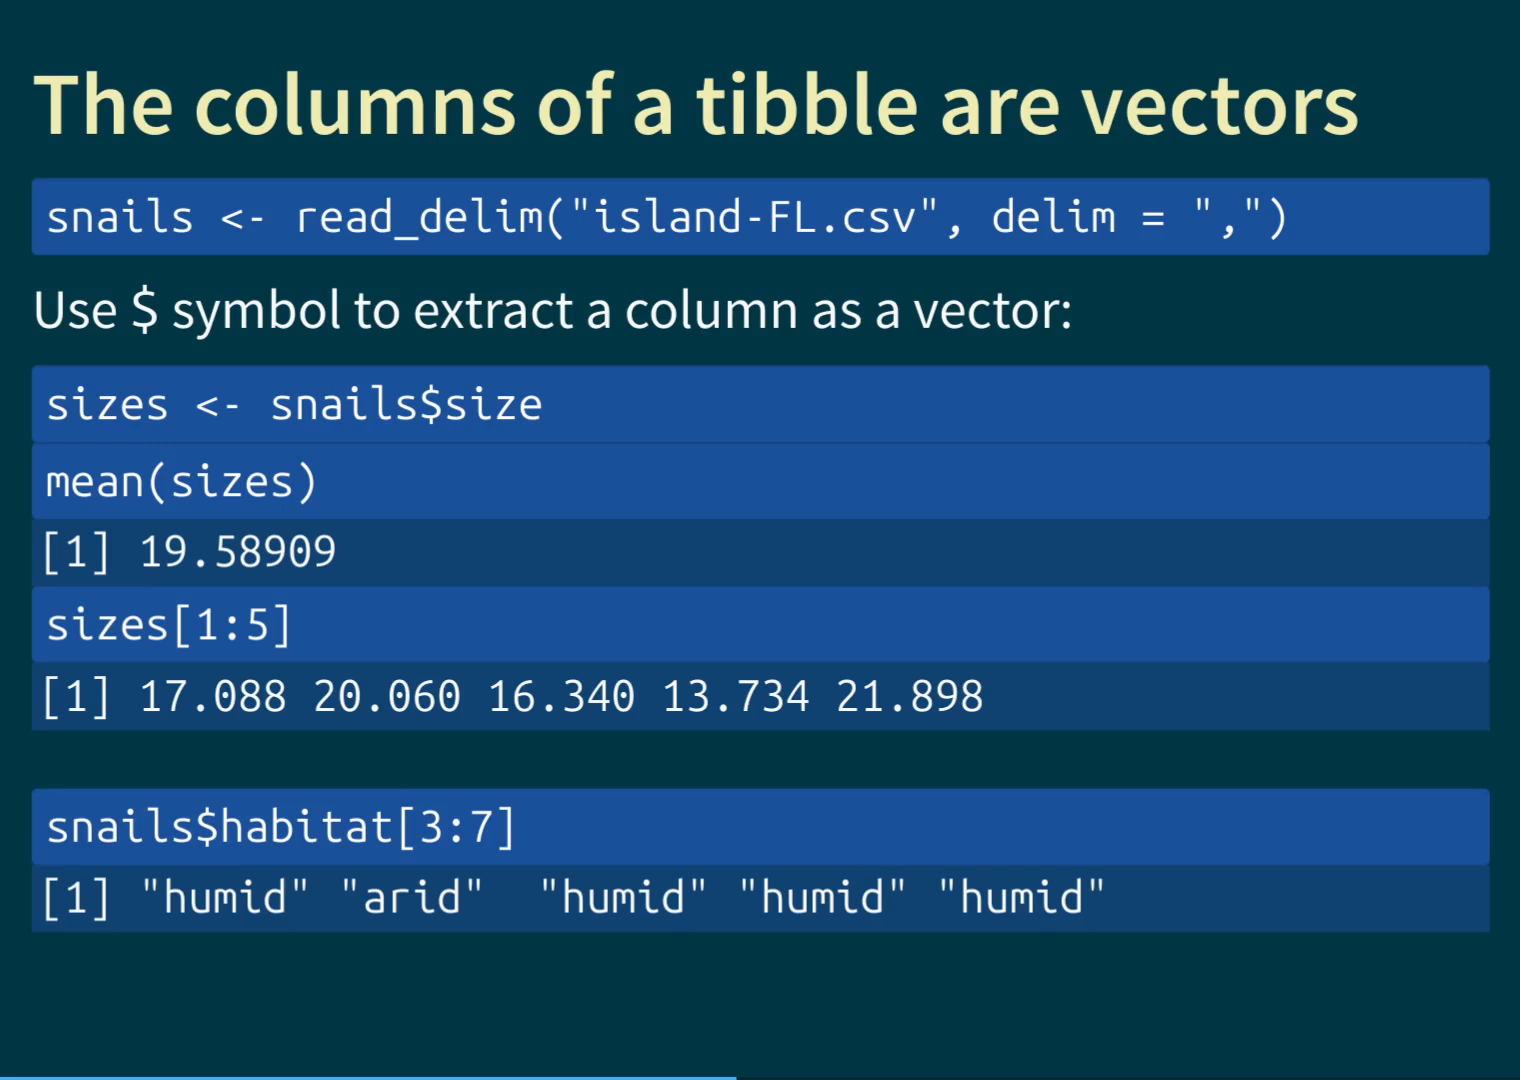 The columns of a tibble are vectors
snails <- read_delim("island-FL.csv", delim = ",")
Use $ symbol to extract a column as a vector:
sizes <- snails$size
mean(sizes)
[1] 19.58909
sizes[1:5]
[1] 17.088 20.060 16.340 13.734 21.898
snails$habitat[3:7]
[1] "humid" "arid"  "humid" "humid" "humid"